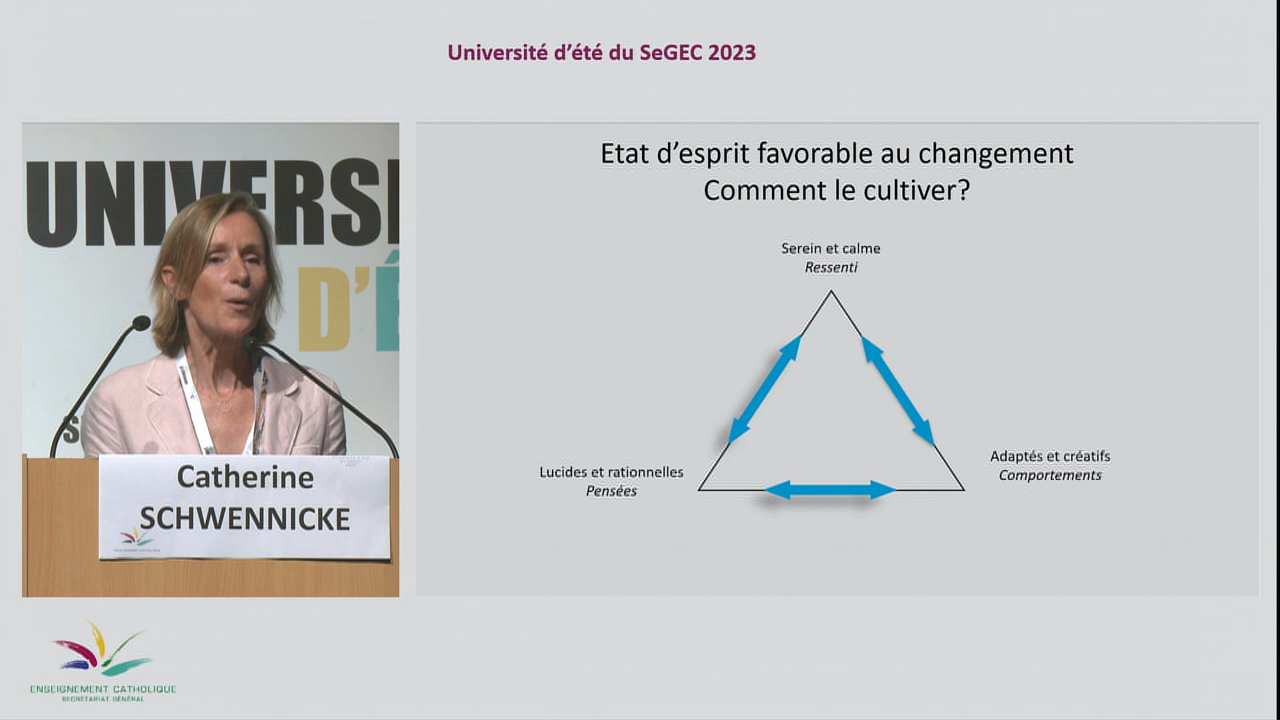 Université d'été du SeGEC 2023
UNIVERSI
D'É
S
Catherine
SCHWENNICKE
ENSEIGNEMENT CATHOLIQUE
SECRÉTARIAT GÉNÉRAL
Etat d'esprit favorable au changement
Comment le cultiver?
Serein et calme
Ressenti
Lucides et rationnelles
Pensées
Adaptés et créatifs
Comportements